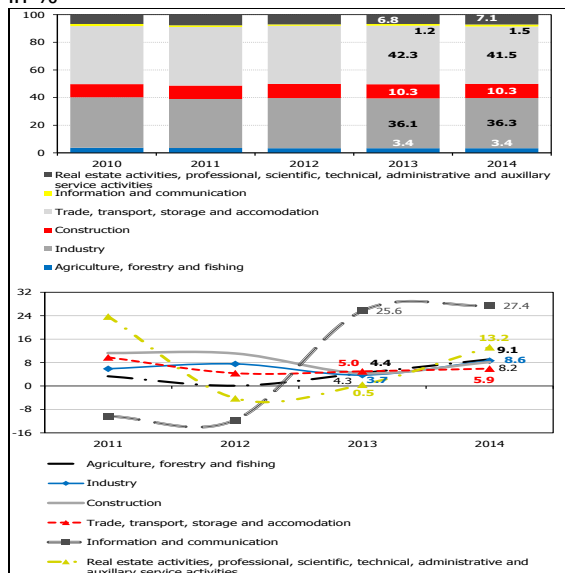 in %
100
80
60
40
20
0
6.8 7.1
1.2 1.5
42.3 41.5
10.3 10.3
36.1 36.3
3.4 3.4
2010 2011 2012 2013 2014
Real estate activities, professional, scientific, technical, administrative and auxillary
service activities
Information and communication
Trade, transport, storage and accomodation
Construction
Industry
Agriculture, forestry and fishing
32
24
16
8
0
-8
-16
25.6 27.4
13.2
5.0 4.4 9.1
8.6
4.3 3.7 8.2
0.5 5.9
2011 2012 2013 2014
Agriculture, forestry and fishing
Industry
Construction
Trade, transport, storage and accomodation
Information and communication
Real estate activities, professional, scientific, technical, administrative and
auxillary service activities